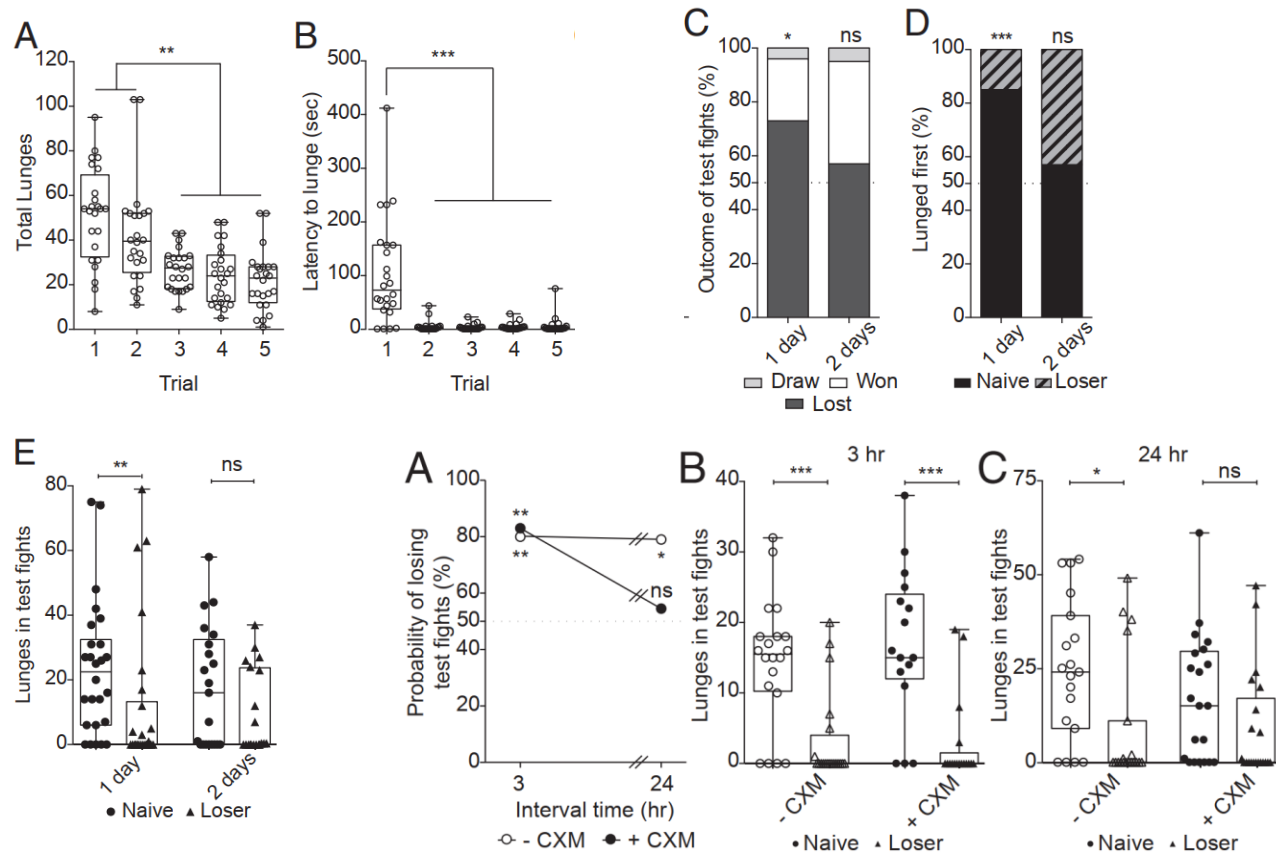 A
Total Lunges
120
100
80
60
40
20
0
**
1 2 3 4 5
Trial
B
Latency to lunge (sec)
500
400
300
200
100
0
***
1 2 3 4 5
Trial
C
Outcome of test fights (%)
100
80
60
50
40
20
0
* ns
1 day 2 days
Draw Won
Lost
D
Lunged first (%)
100
80
60
50
40
20
0
*** ns
1 day 2 days
Naive Loser
E
Lunges in test fights
80
60
40
20
0
** ns
1 day 2 days
Naive Loser
A
Probability of losing
test fights (%)
100
80
60
50
40
20
0
**
**
*
ns
3 24
Interval time (hr)
- CXM + CXM
B
3 hr
Lunges in test fights
40
30
20
10
0
*** ***
- CXM + CXM
Naive Loser
C
24 hr
Lunges in test fights
75
50
25
0
* ns
- CXM + CXM
Naive Loser